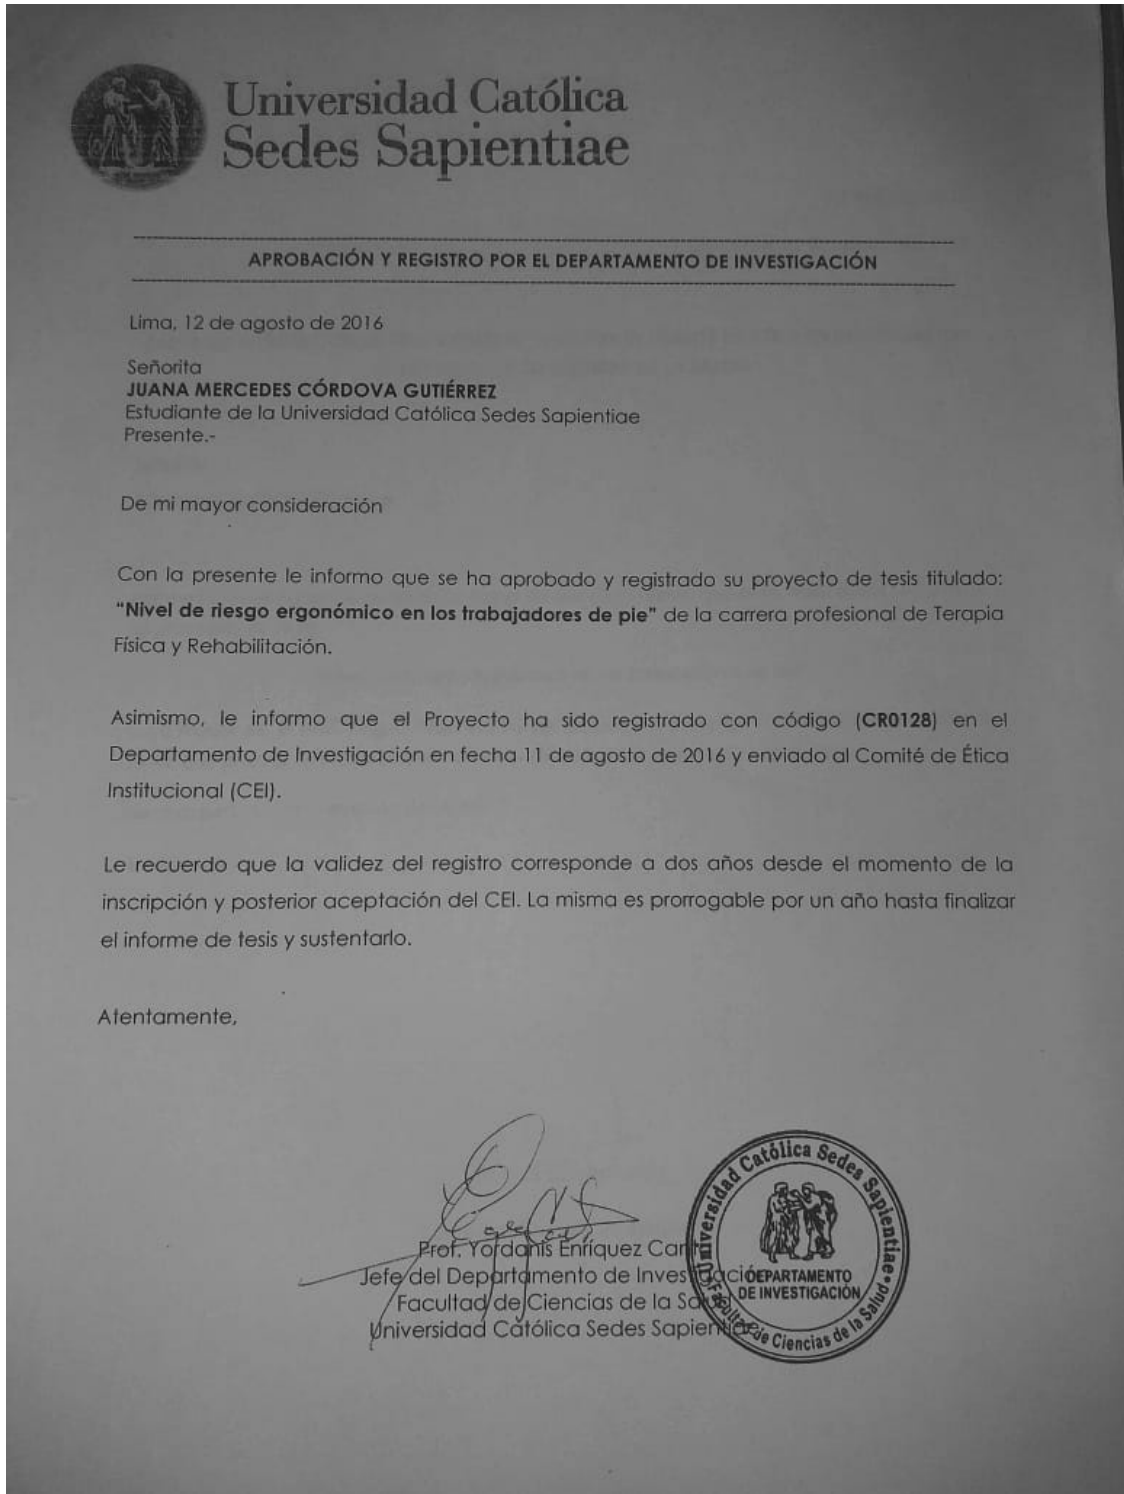 Universidad Católica
Sedes Sapientiae
APROBACIÓN Y REGISTRO POR EL DEPARTAMENTO DE INVESTIGACIÓN
Lima, 12 de agosto de 2016
Señorita
JUANA MERCEDES CÓRDOVA GUTIÉRREZ
Estudiante de la Universidad Católica Sedes Sapientiae
Presente.-
De mi mayor consideración
Con la presente le informo que se ha aprobado y registrado su proyecto de tesis titulado:
“Nivel de riesgo ergonómico en los trabajadores de pie” de la carrera profesional de Terapia
Física y Rehabilitación.
Asimismo, le informo que el Proyecto ha sido registrado con código (CR0128) en el
Departamento de Investigación en fecha 11 de agosto de 2016 y enviado al Comité de Ética
Institucional (CEI).
Le recuerdo que la validez del registro corresponde a dos años desde el momento de la
inscripción y posterior aceptación del CEI. La misma es prorrogable por un año hasta finalizar
el informe de tesis y sustentarlo.
Atentamente,
Prof. Yordanis Enríquez
Jefe del Departamento de Investigación
Facultad de Ciencias de la Salud
Universidad Católica Sedes Sapientiae
Universidad Católica Sedes Sapientiae
DEPARTAMENTO
DE INVESTIGACIÓN
Facultad de Ciencias de la Salud